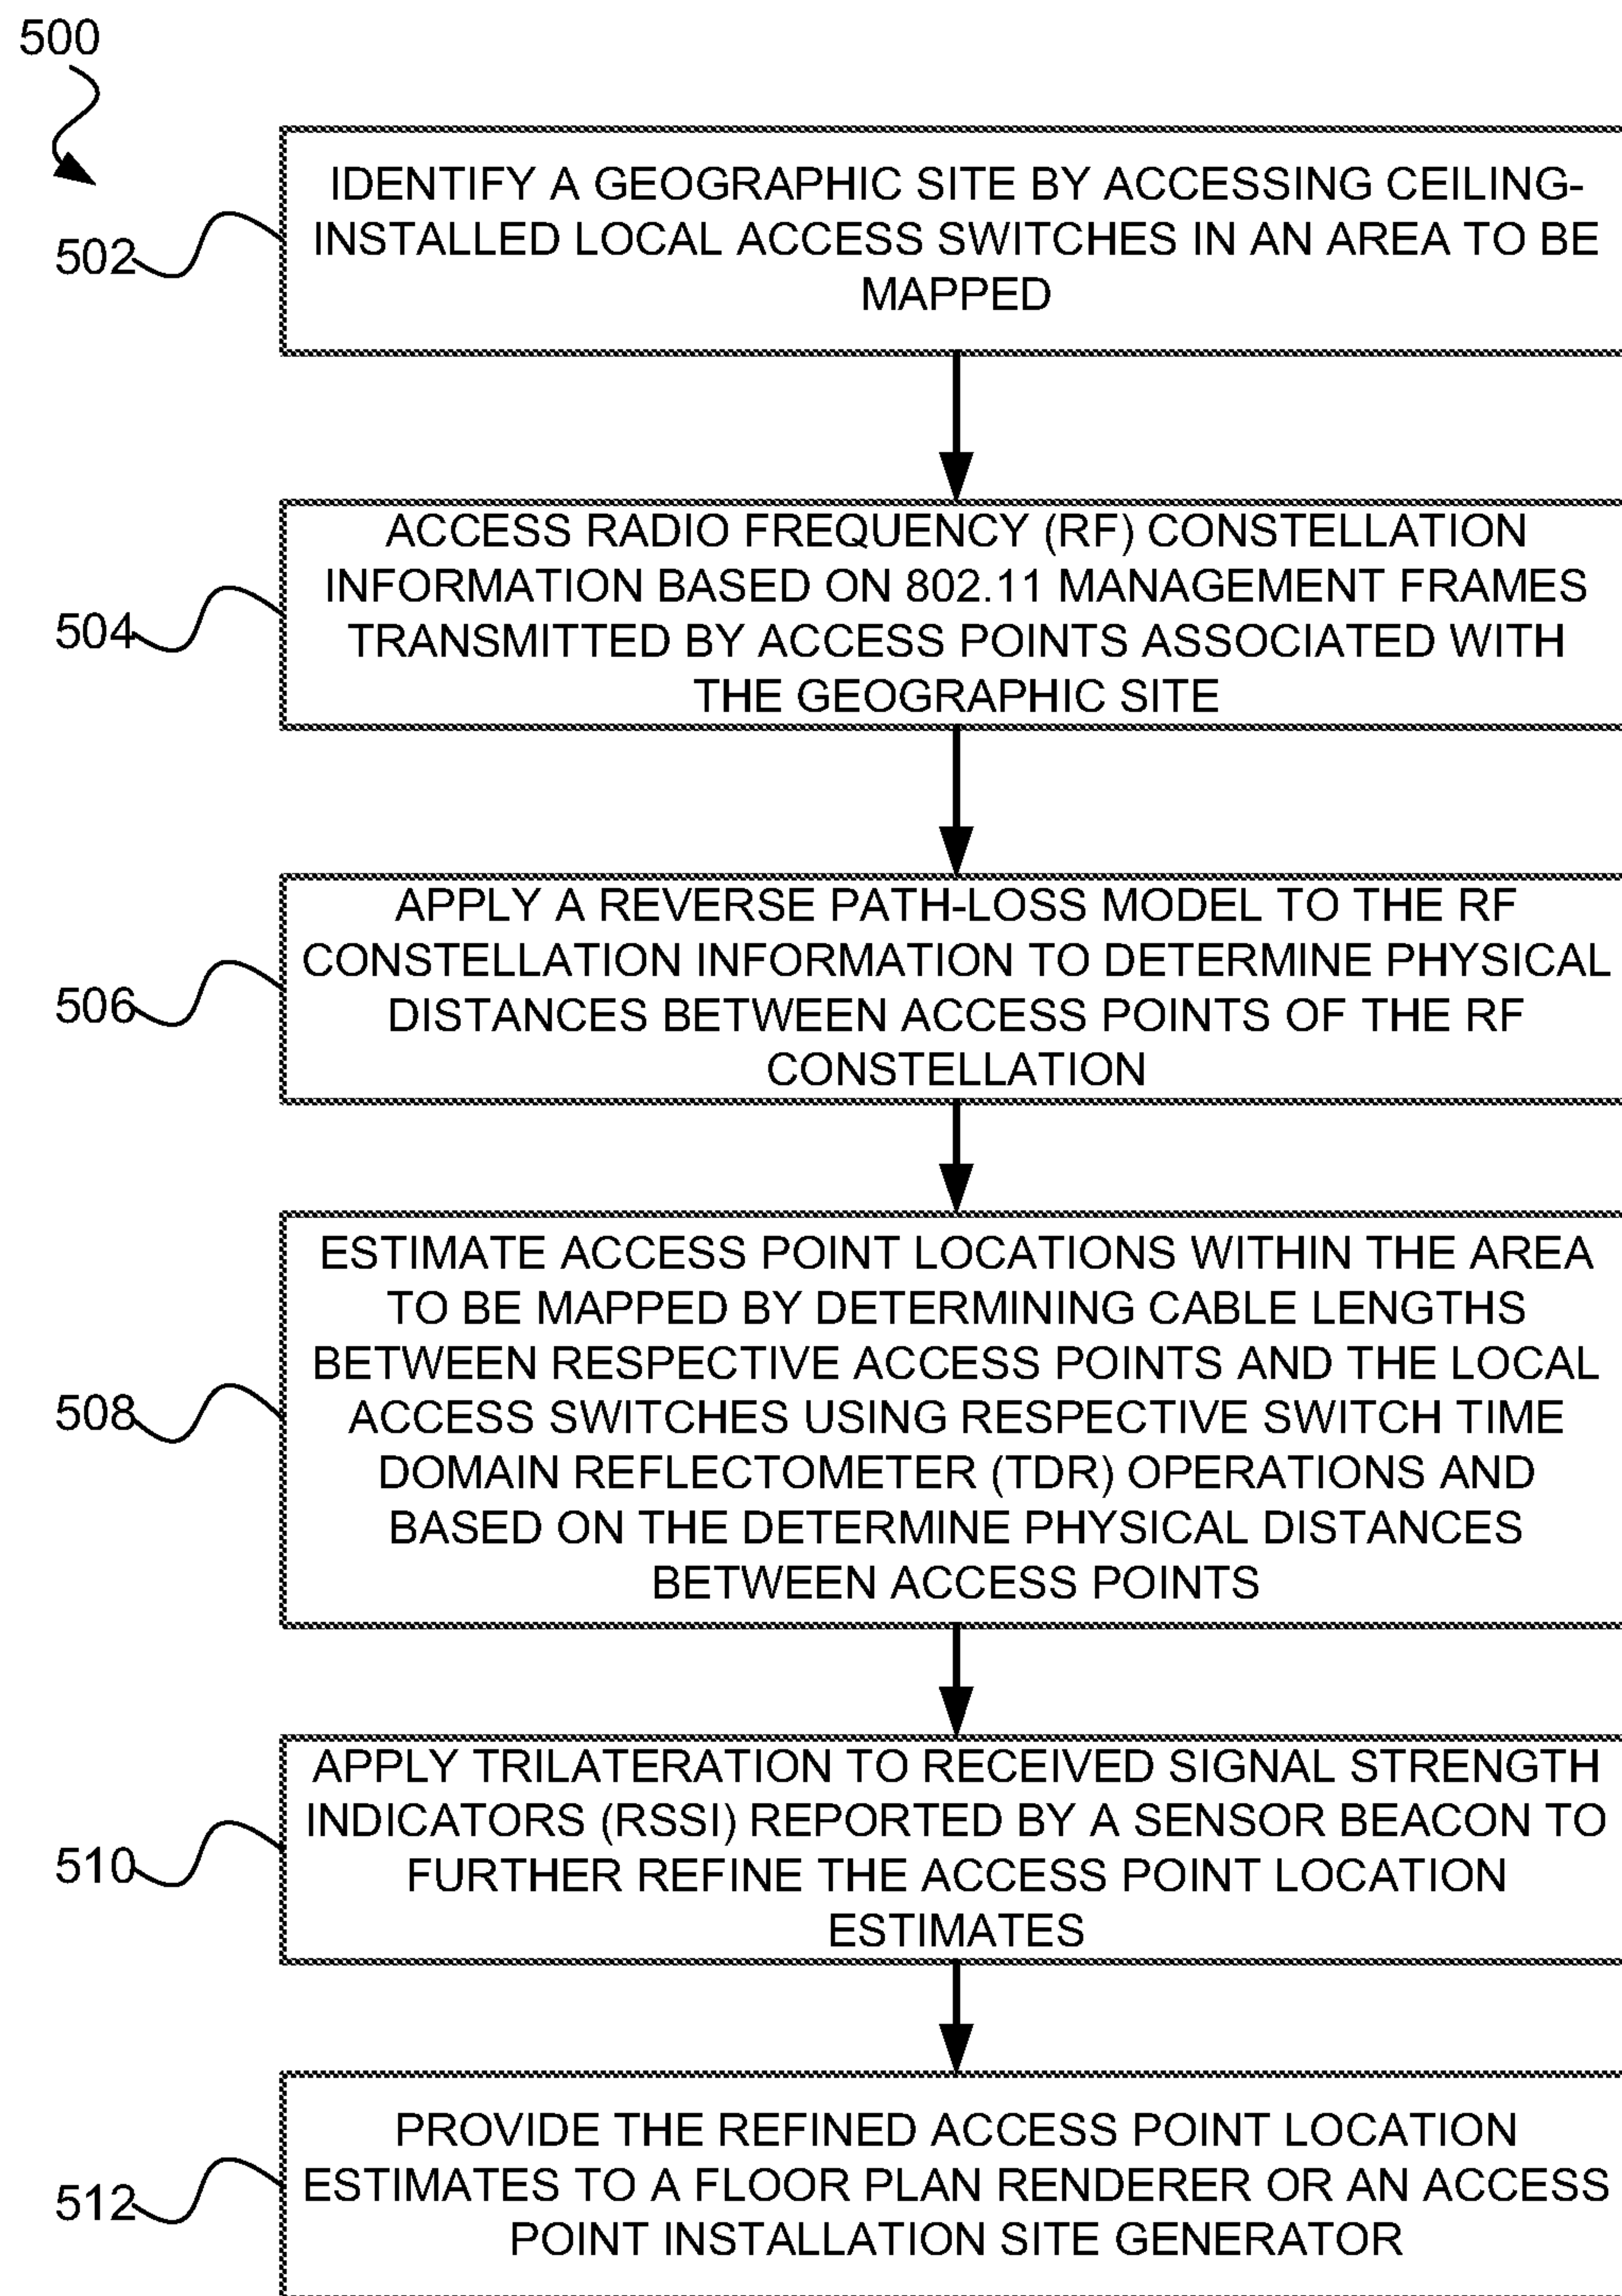 500
502
IDENTIFY A GEOGRAPHIC SITE BY ACCESSING CEILING-
INSTALLED LOCAL ACCESS SWITCHES IN AN AREA TO BE
MAPPED
504
ACCESS RADIO FREQUENCY (RF) CONSTELLATION
INFORMATION BASED ON 802.11 MANAGEMENT FRAMES
TRANSMITTED BY ACCESS POINTS ASSOCIATED WITH
THE GEOGRAPHIC SITE
506
APPLY A REVERSE PATH-LOSS MODEL TO THE RF
CONSTELLATION INFORMATION TO DETERMINE PHYSICAL
DISTANCES BETWEEN ACCESS POINTS OF THE RF
CONSTELLATION
508
ESTIMATE ACCESS POINT LOCATIONS WITHIN THE AREA
TO BE MAPPED BY DETERMINING CABLE LENGTHS
BETWEEN RESPECTIVE ACCESS POINTS AND THE LOCAL
ACCESS SWITCHES USING RESPECTIVE SWITCH TIME
DOMAIN REFLECTOMETER (TDR) OPERATIONS AND
BASED ON THE DETERMINE PHYSICAL DISTANCES
BETWEEN ACCESS POINTS
510
APPLY TRILATERATION TO RECEIVED SIGNAL STRENGTH
INDICATORS (RSSI) REPORTED BY A SENSOR BEACON TO
FURTHER REFINE THE ACCESS POINT LOCATION
ESTIMATES
512
PROVIDE THE REFINED ACCESS POINT LOCATION
ESTIMATES TO A FLOOR PLAN RENDERER OR AN ACCESS
POINT INSTALLATION SITE GENERATOR